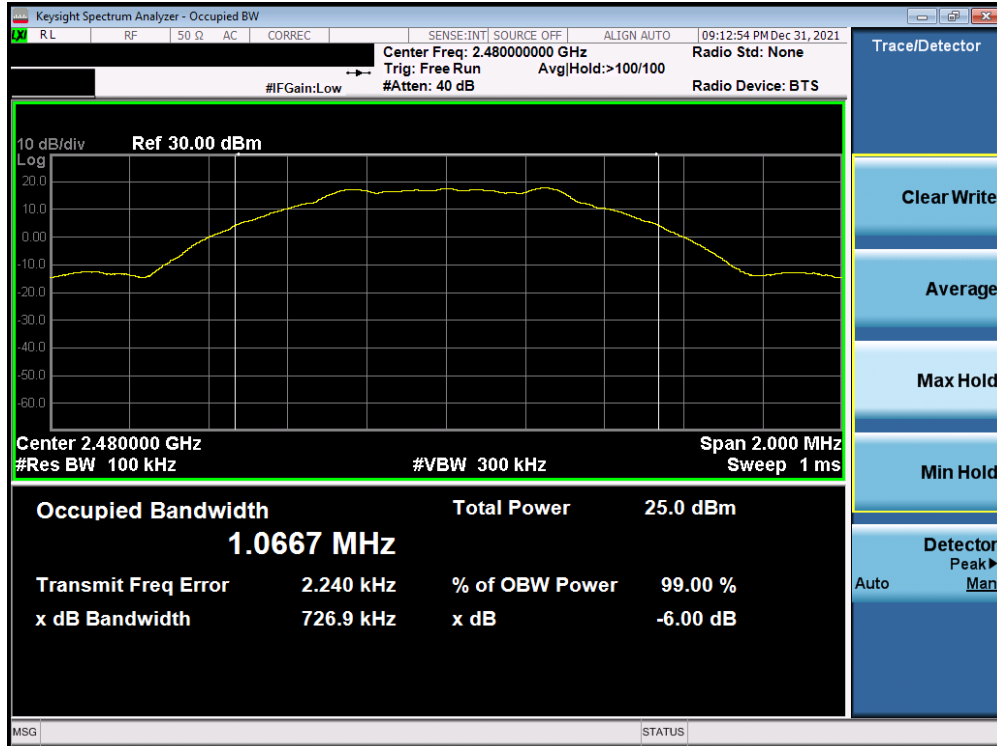 Keysight Spectrum Analyzer - Occupied BW
LXI RL RF 50 Ω AC CORREC SENSE:INT SOURCE OFF ALIGN AUTO 09:12:54 PM Dec 31, 2021
Center Freq: 2.480000000 GHz Radio Std: None
Trig: Free Run Avg|Hold:>100/100
#IFGain:Low #Atten: 40 dB Radio Device: BTS
10 dB/div Ref 30.00 dBm
Log
20.0
10.0
0.00
-10.0
-20.0
-30.0
-40.0
-50.0
-60.0
Center 2.480000 GHz Span 2.000 MHz
#Res BW 100 kHz #VBW 300 kHz Sweep 1 ms
Occupied Bandwidth Total Power 25.0 dBm
1.0667 MHz
Transmit Freq Error 2.240 kHz % of OBW Power 99.00 %
x dB Bandwidth 726.9 kHz x dB -6.00 dB
MSG STATUS
Trace/Detector
Clear Write
Average
Max Hold
Min Hold
Detector
Peak▶
Auto Man